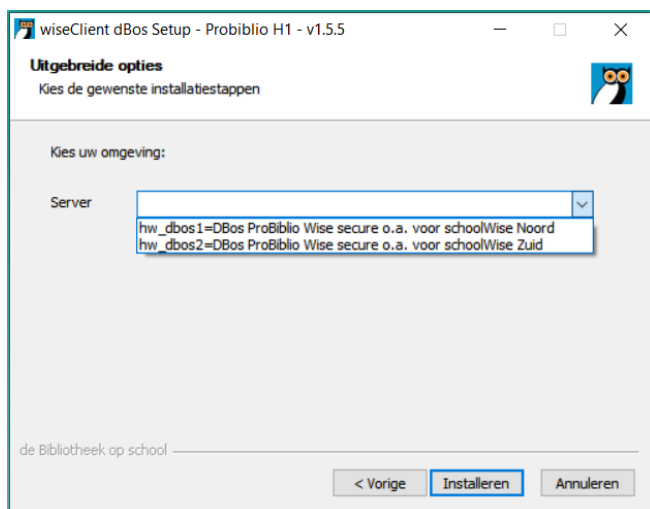 wiseClient dBos Setup - Probiblio H1 - v1.5.5
Uitgebreide opties
Kies de gewenste installatiestappen
Kies uw omgeving:
Server
hw_dbos1=DBos ProBiblio Wise secure o.a. voor schoolWise Noord
hw_dbos2=DBos ProBiblio Wise secure o.a. voor schoolWise Zuid
de Bibliotheek op school
< Vorige Installeren Annuleren